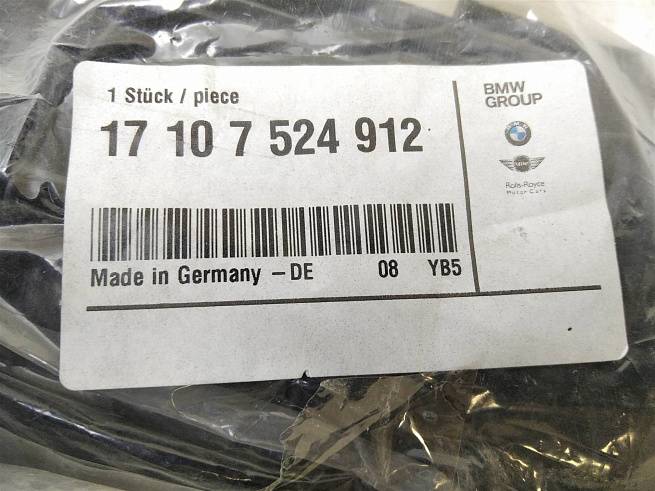 1 Stück / piece
17 10 7 524 912
Made in Germany – DE 08 YB5
BMW
GROUP
Rolls-Royce
Motor Cars